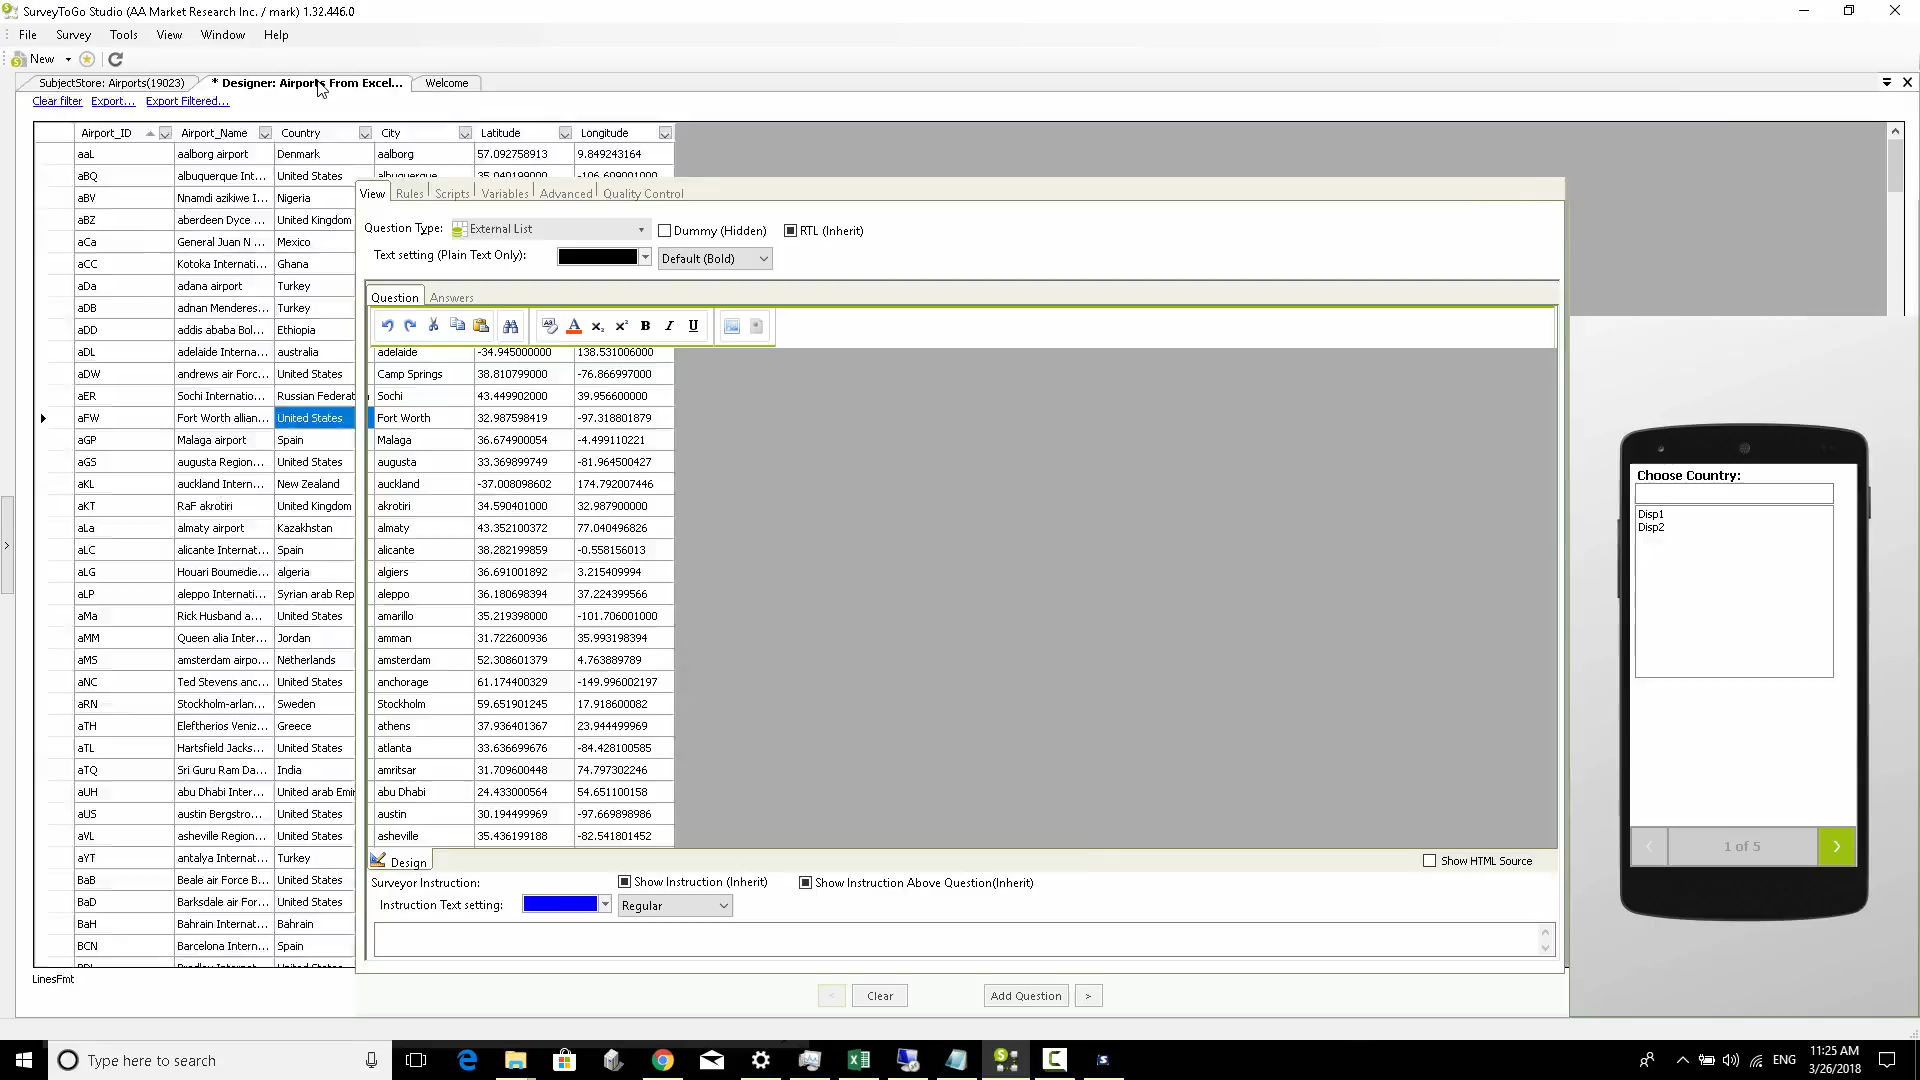 SurveyToGo Studio (AA Market Research Inc. / mark) 1.32.446.0
File Survey Tools View Window Help
New
SubjectStore: Airports(19023) * Designer: Airports From Excel... Welcome
Clear filter Export... Export Filtered...
Airport_ID Airport_Name Country City Latitude Longitude
aaL aalborg airport Denmark aalborg 57.092758913 9.849243164
aBQ albuquerque Int... United States albuquerque 35.040199000 -106.609001000
aBV Nnamdi azikiwe I... Nigeria
aBZ aberdeen Dyce ... United Kingdom
aCa General Juan N ... Mexico
aCC Kotoka Internati... Ghana
aDa adana airport Turkey
aDB adnan Menderes... Turkey
aDD addis ababa Bol... Ethiopia
aDL adelaide Interna... australia adelaide -34.945000000 138.531006000
aDW andrews air Forc... United States Camp Springs 38.810799000 -76.866997000
aER Sochi Internatio... Russian Federat Sochi 43.449902000 39.956600000
aFW Fort Worth allian... United States Fort Worth 32.987598419 -97.318801879
aGP Malaga airport Spain Malaga 36.674900054 -4.499110221
aGS augusta Region... United States augusta 33.369899749 -81.964500427
aKL auckland Intern... New Zealand auckland -37.008098602 174.792007446
aKT RaF akrotiri United Kingdom akrotiri 34.590401000 32.987900000
aLa almaty airport Kazakhstan almaty 43.352100372 77.040496826
aLC alicante Internat... Spain alicante 38.282199859 -0.558156013
aLG Houari Boumedie... algeria algiers 36.691001892 3.215409994
aLP aleppo Internati... Syrian arab Rep aleppo 36.180698394 37.224399566
aMa Rick Husband a... United States amarillo 35.219398000 -101.706001000
aMM Queen alia Inter... Jordan amman 31.722600936 35.993198394
aMS amsterdam airpo... Netherlands amsterdam 52.308601379 4.763889789
aNC Ted Stevens anc... United States anchorage 61.174400329 -149.996002197
aRN Stockholm-arlan... Sweden Stockholm 59.651901245 17.918600082
aTH Eleftherios Veniz... Greece athens 37.936401367 23.944499969
aTL Hartsfield Jacks... United States atlanta 33.636699676 -84.428100585
aTQ Sri Guru Ram Da... India amritsar 31.709600448 74.797302246
aUH abu Dhabi Inter... United arab Emir abu Dhabi 24.433000564 54.651100158
aUS austin Bergstro... United States austin 30.194499969 -97.669898986
aVL asheville Region... United States asheville 35.436199188 -82.541801452
aYT antalya Internat... Turkey
BaB Beale air Force B... United States
BaD Barksdale air For... United States
BaH Bahrain Internat... Bahrain
BCN Barcelona Intern... Spain
LinesFmt
View Rules Scripts Variables Advanced Quality Control
Question Type: External List Dummy (Hidden) RTL (Inherit)
Text setting (Plain Text Only): Default (Bold)
Question Answers
Design Show HTML Source
Surveyor Instruction: Show Instruction (Inherit) Show Instruction Above Question(Inherit)
Instruction Text setting: Regular
< Clear Add Question >
Choose Country:
Disp1
Disp2
< 1 of 5 >
Type here to search
ENG 11:25 AM
3/26/2018